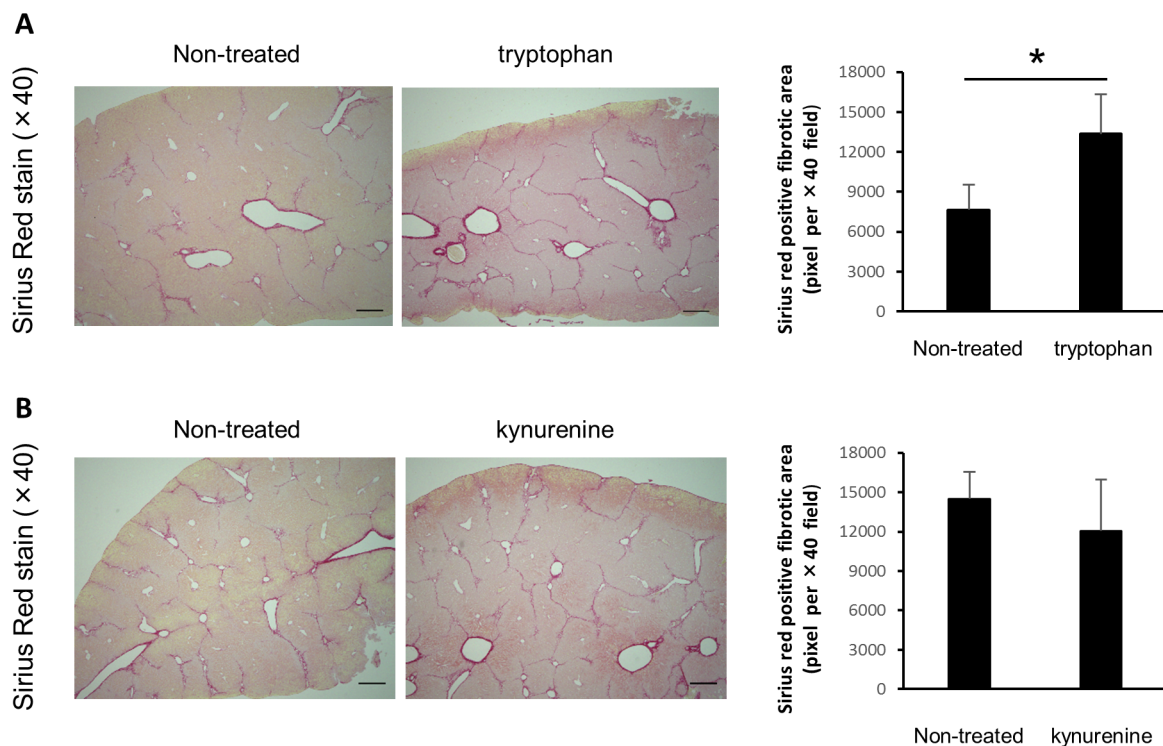 A
Non-treated
tryptophan
Sirius Red stain (×40)
*
Sirius red positive fibrotic area
(pixel per ×40 field)
18000
15000
12000
9000
6000
3000
0
Non-treated
tryptophan
B
Non-treated
kynurenine
Sirius Red stain (×40)
Sirius red positive fibrotic area
(pixel per ×40 field)
18000
15000
12000
9000
6000
3000
0
Non-treated
kynurenine